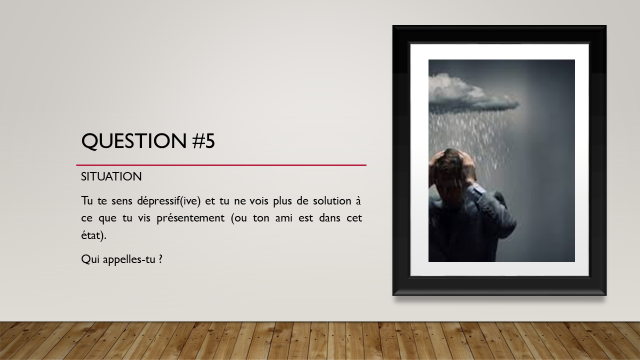 QUESTION #5
SITUATION
Tu te sens dépressif(ive) et tu ne vois plus de solution à
ce que tu vis présentement (ou ton ami est dans cet
état).
Qui appelles-tu ?